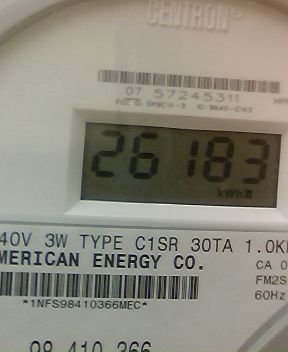 CENTRON®
07 57245311
26183
kWh
40V 3W TYPE C1SR 30TA 1.0K
MERICAN ENERGY CO.
CA 0
FM2S
60Hz
*1NFS98410366MEC*
98 410 366